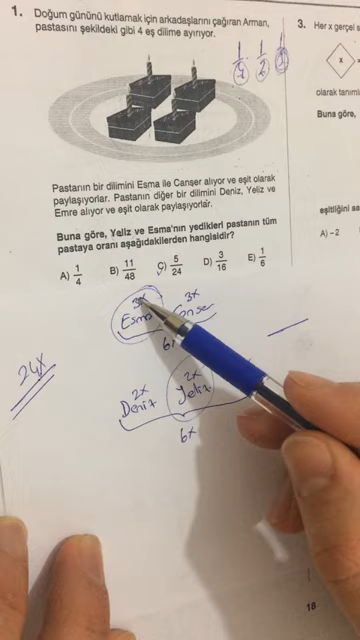 1. Doğum gününü kutlamak için arkadaşlarını çağıran Arman,
pastasını şekildeki gibi 4 eş dilime ayırıyor.
Pastanın bir dilimini Esma ile Canser alıyor ve eşit olarak
paylaşıyorlar. Pastanın diğer bir dilimini Deniz, Yeliz ve
Emre alıyor ve eşit olarak paylaşıyorlar.
Buna göre, Yeliz ve Esma'nın yedikleri pastanın tüm
pastaya oranı aşağıdakilerden hangisidir?
A) 1/4 B) 11/48 C) 5/24 D) 3/16 E) 1/6
3x 3x
Esma
24x
2x 2x
Deniz Yeliz
6x
3. Her x gerçel s
x
olarak tanımlı
Buna göre,
eşitliğini sa
A) -2
18